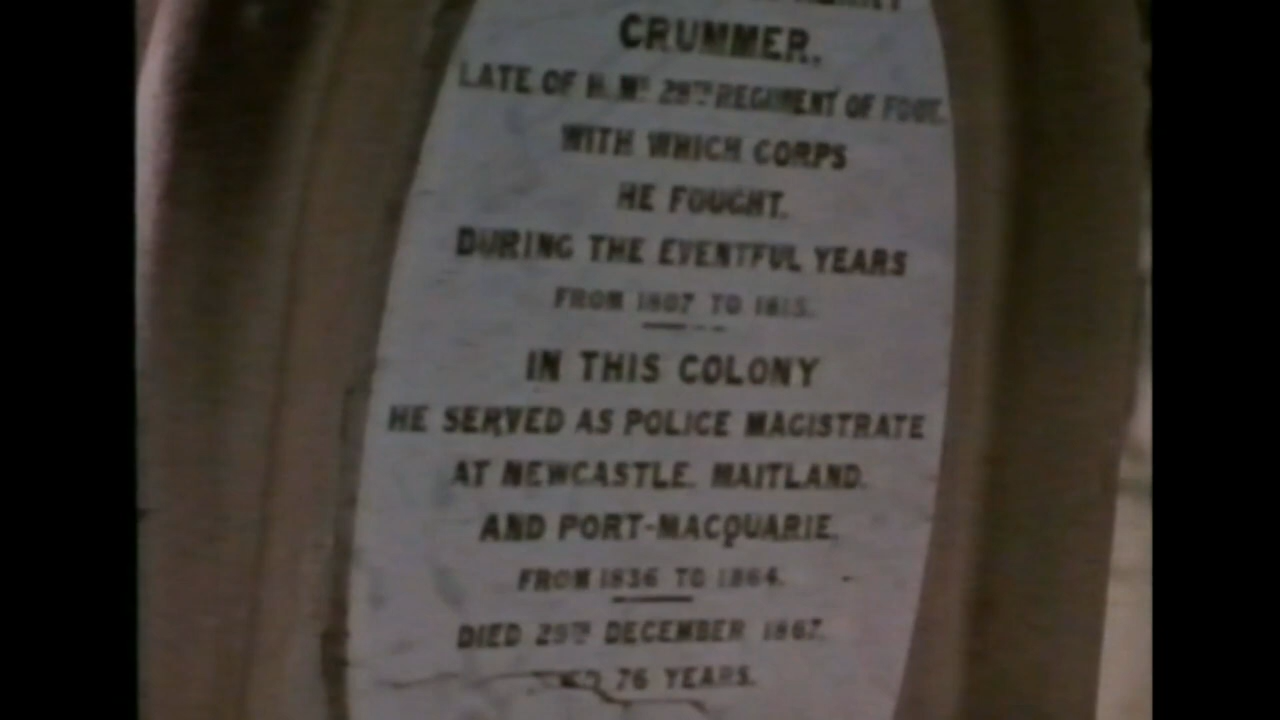 CRUMMER,
LATE OF H.M'S 28TH REGIMENT OF FOOT.
WITH WHICH CORPS
HE FOUGHT,
DURING THE EVENTFUL YEARS
FROM 1807 TO 1815.
IN THIS COLONY
HE SERVED AS POLICE MAGISTRATE
AT NEWCASTLE, MAITLAND,
AND PORT-MACQUARIE,
FROM 1836 TO 1864.
DIED 29TH DECEMBER 1867.
76 YEARS.